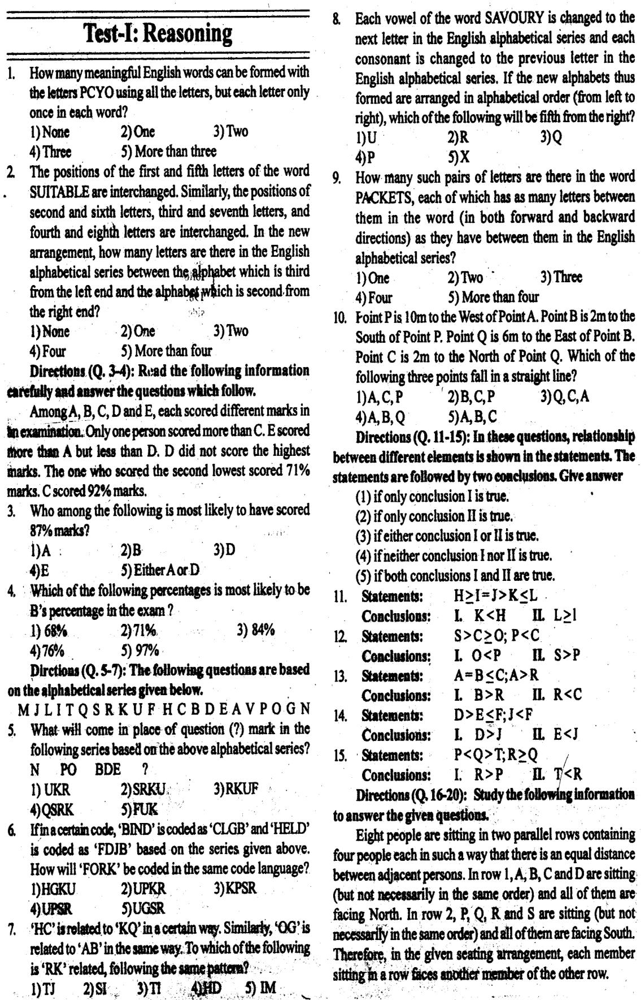 Test-I: Reasoning
1. How many meaningful English words can be formed with
the letters PCYO using all the letters, but each letter only
once in each word?
1) None 2) One 3) Two
4) Three 5) More than three
2. The positions of the first and fifth letters of the word
SUITABLE are interchanged. Similarly, the positions of
second and sixth letters, third and seventh letters, and
fourth and eighth letters are interchanged. In the new
arrangement, how many letters are there in the English
alphabetical series between the alphabet which is third
from the left end and the alphabet which is second from
the right end?
1) None 2) One 3) Two
4) Four 5) More than four
Directions (Q. 3-4): Read the following information
carefully and answer the questions which follow.
Among A, B, C, D and E, each scored different marks in
an examination. Only one person scored more than C. E scored
more than A but less than D. D did not score the highest
marks. The one who scored the second lowest scored 71%
marks. C scored 92% marks.
3. Who among the following is most likely to have scored
87% marks?
1) A 2) B 3) D
4) E 5) Either A or D
4. Which of the following percentages is most likely to be
B's percentage in the exam ?
1) 68% 2) 71% 3) 84%
4) 76% 5) 97%
Dirctions (Q. 5-7): The following questions are based
on the alphabetical series given below.
M J L I T Q S R K U F H C B D E A V P O G N
5. What will come in place of question (?) mark in the
following series based on the above alphabetical series?
N PO BDE ?
1) UKR 2) SRKU 3) RKUF
4) QSRK 5) FUK
6. If in a certain code, 'BIND' is coded as 'CLGB' and 'HELD'
is coded as 'FDJB' based on the series given above.
How will 'FORK' be coded in the same code language?
1) HGKU 2) UPKR 3) KPSR
4) UPSR 5) UGSR
7. 'HC' is related to 'KQ' in a certain way. Similarly, 'OG' is
related to 'AB' in the same way. To which of the following
is 'RK' related, following the same pattern?
1) TJ 2) SI 3) TI 4) HD 5) IM
8. Each vowel of the word SAVOURY is changed to the
next letter in the English alphabetical series and each
consonant is changed to the previous letter in the
English alphabetical series. If the new alphabets thus
formed are arranged in alphabetical order (from left to
right), which of the following will be fifth from the right?
1) U 2) R 3) Q
4) P 5) X
9. How many such pairs of letters are there in the word
PACKETS, each of which has as many letters between
them in the word (in both forward and backward
directions) as they have between them in the English
alphabetical series?
1) One 2) Two 3) Three
4) Four 5) More than four
10. Point P is 10m to the West of Point A. Point B is 2m to the
South of Point P. Point Q is 6m to the East of Point B.
Point C is 2m to the North of Point Q. Which of the
following three points fall in a straight line?
1) A, C, P 2) B, C, P 3) Q, C, A
4) A, B, Q 5) A, B, C
Directions (Q. 11-15): In these questions, relationship
between different elements is shown in the statements. The
statements are followed by two conclusions. Give answer
(1) if only conclusion I is true.
(2) if only conclusion II is true.
(3) if either conclusion I or II is true.
(4) if neither conclusion I nor II is true.
(5) if both conclusions I and II are true.
11. Statements: H≥I=J>K≤L
Conclusions: I. K<H II. L≥I
12. Statements: S>C≥O; P<C
Conclusions: I. O<P II. S>P
13. Statements: A=B≤C; A>R
Conclusions: I. B>R II. R<C
14. Statements: D>E≤F; J<F
Conclusions: I. D>J II. E<J
15. Statements: P<Q>T; R≥Q
Conclusions: I. R>P II. T<R
Directions (Q. 16-20): Study the following information
to answer the given questions.
Eight people are sitting in two parallel rows containing
four people each in such a way that there is an equal distance
between adjacent persons. In row 1, A, B, C and D are sitting
(but not necessarily in the same order) and all of them are
facing North. In row 2, P, Q, R and S are sitting (but not
necessarily in the same order) and all of them are facing South.
Therefore, in the given seating arrangement, each member
sitting in a row faces another member of the other row.